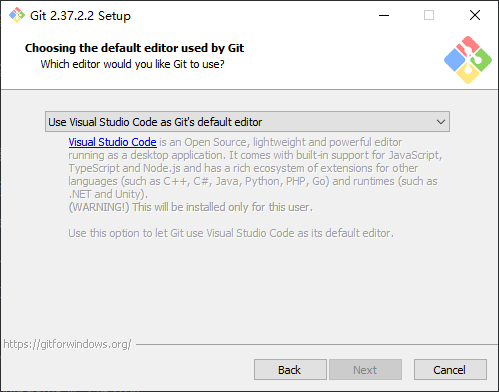 Git 2.37.2.2 Setup
Choosing the default editor used by Git
Which editor would you like Git to use?
Use Visual Studio Code as Git's default editor
Visual Studio Code is an Open Source, lightweight and powerful editor
running as a desktop application. It comes with built-in support for JavaScript,
TypeScript and Node.js and has a rich ecosystem of extensions for other
languages (such as C++, C#, Java, Python, PHP, Go) and runtimes (such as
.NET and Unity).
(WARNING!) This will be installed only for this user.
Use this option to let Git use Visual Studio Code as its default editor.
https://gitforwindows.org/
Back
Next
Cancel